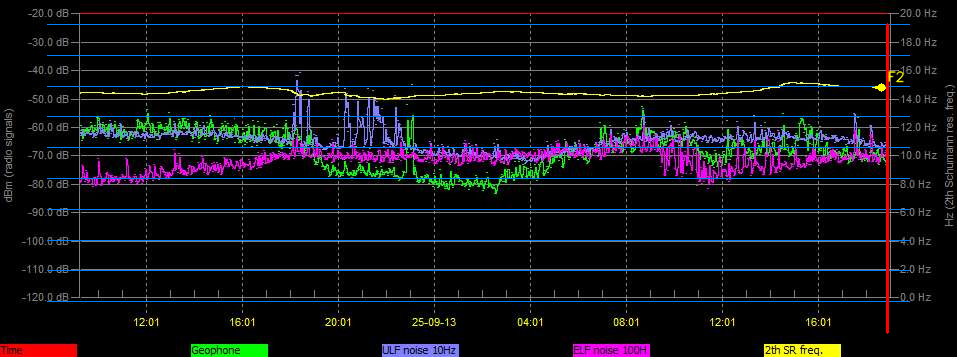 -20.0 dB 20.0 Hz
-30.0 dB 18.0 Hz
-40.0 dB 16.0 Hz
F2
-50.0 dB 14.0 Hz
-60.0 dB 12.0 Hz
-70.0 dB 10.0 Hz
-80.0 dB 8.0 Hz
-90.0 dB 6.0 Hz
-100.0 dB 4.0 Hz
-110.0 dB 2.0 Hz
-120.0 dB 0.0 Hz
dBm (radio signals)
Hz (2th Schumann res. freq.)
12:01 16:01 20:01 25-09-13 04:01 08:01 12:01 16:01
Time Geophone ULF noise 10Hz ELF noise 100H 2th SR freq.